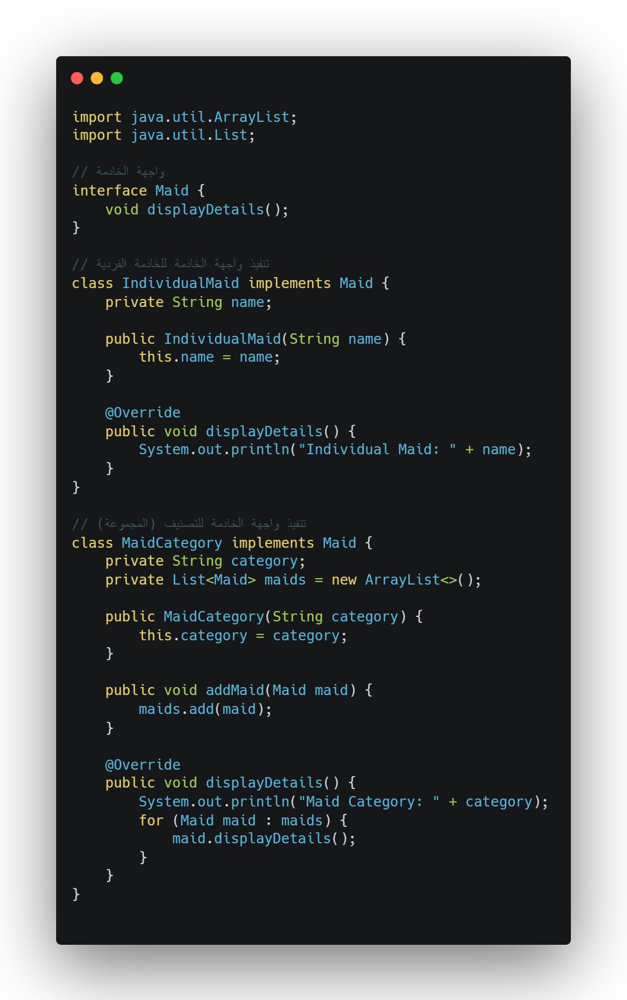 import java.util.ArrayList;
import java.util.List;
// واجهة الخادمة
interface Maid {
void displayDetails();
}
// تنفيذ واجهة الخادمة للخادمة الفردية
class IndividualMaid implements Maid {
private String name;
public IndividualMaid(String name) {
this.name = name;
}
@Override
public void displayDetails() {
System.out.println("Individual Maid: " + name);
}
}
// تنفيذ واجهة الخادمة للتصنيف (المجموعة)
class MaidCategory implements Maid {
private String category;
private List<Maid> maids = new ArrayList<>();
public MaidCategory(String category) {
this.category = category;
}
public void addMaid(Maid maid) {
maids.add(maid);
}
@Override
public void displayDetails() {
System.out.println("Maid Category: " + category);
for (Maid maid : maids) {
maid.displayDetails();
}
}
}